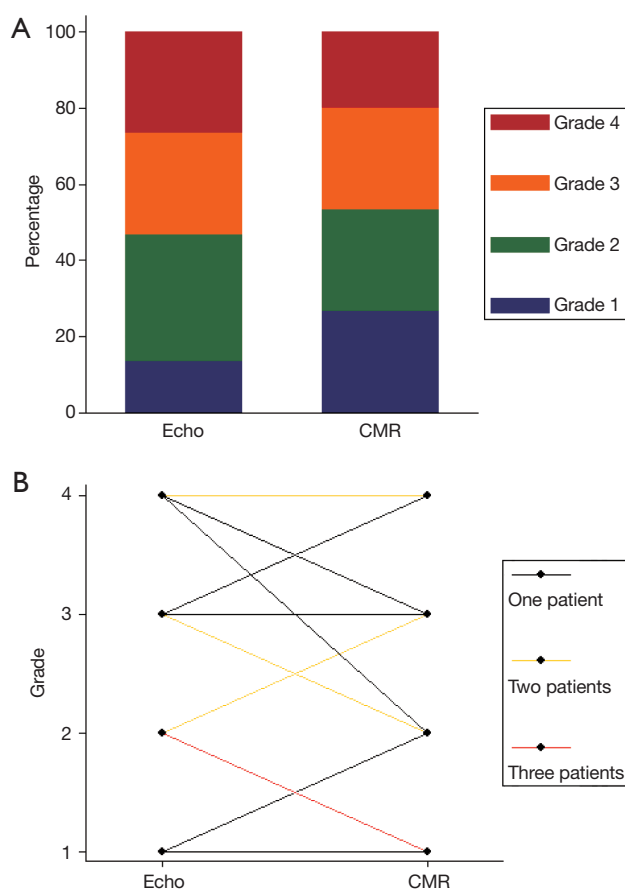 A
100
80
60
40
20
0
Percentage
Echo
CMR
Grade 4
Grade 3
Grade 2
Grade 1
B
4
3
2
1
Grade
Echo
CMR
One patient
Two patients
Three patients